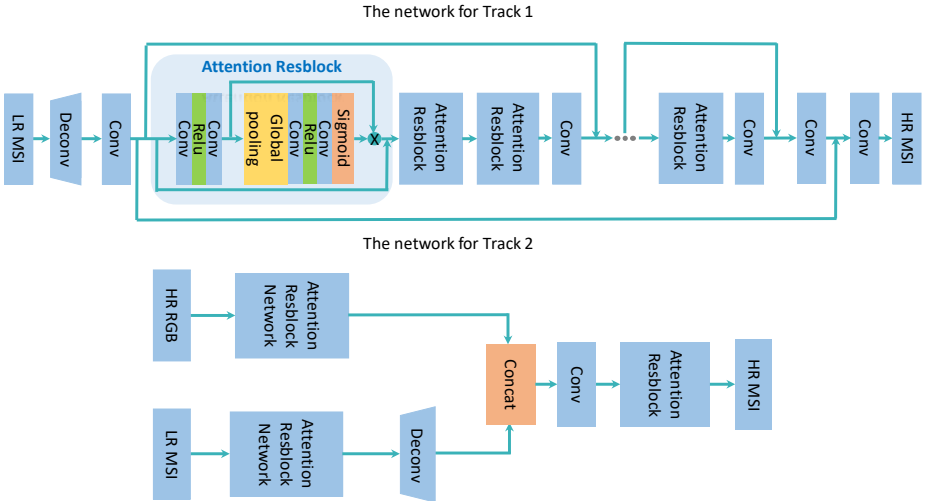 The network for Track 1
Attention Resblock
LR MSI
Deconv
Conv
Conv
Relu
Conv
Global
pooling
Conv
Relu
Conv
Sigmoid
X
Attention
Resblock
Attention
Resblock
Conv
Attention
Resblock
Conv
Conv
Conv
HR MSI
The network for Track 2
HR RGB
Attention
Resblock
Network
LR MSI
Attention
Resblock
Network
Deconv
Concat
Conv
Attention
Resblock
HR MSI